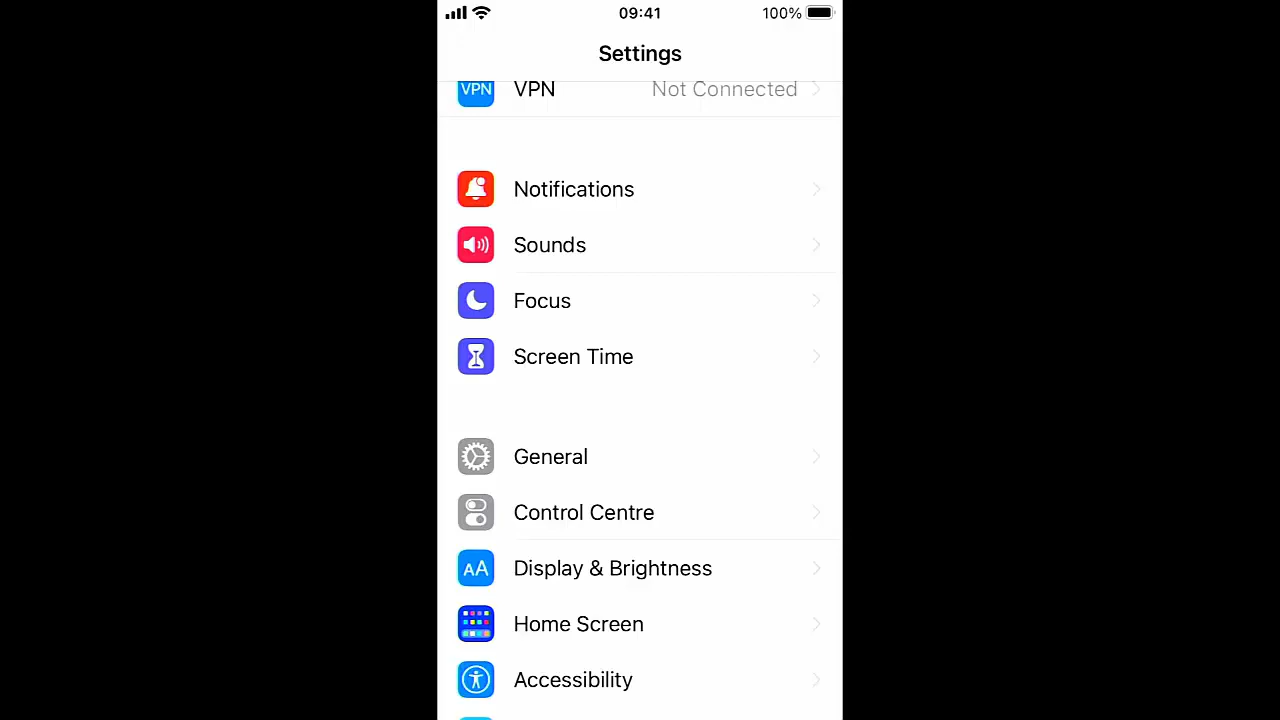 09:41
100%
Settings
VPN
VPN
Not Connected
Notifications
Sounds
Focus
Screen Time
General
Control Centre
AA
Display & Brightness
Home Screen
Accessibility